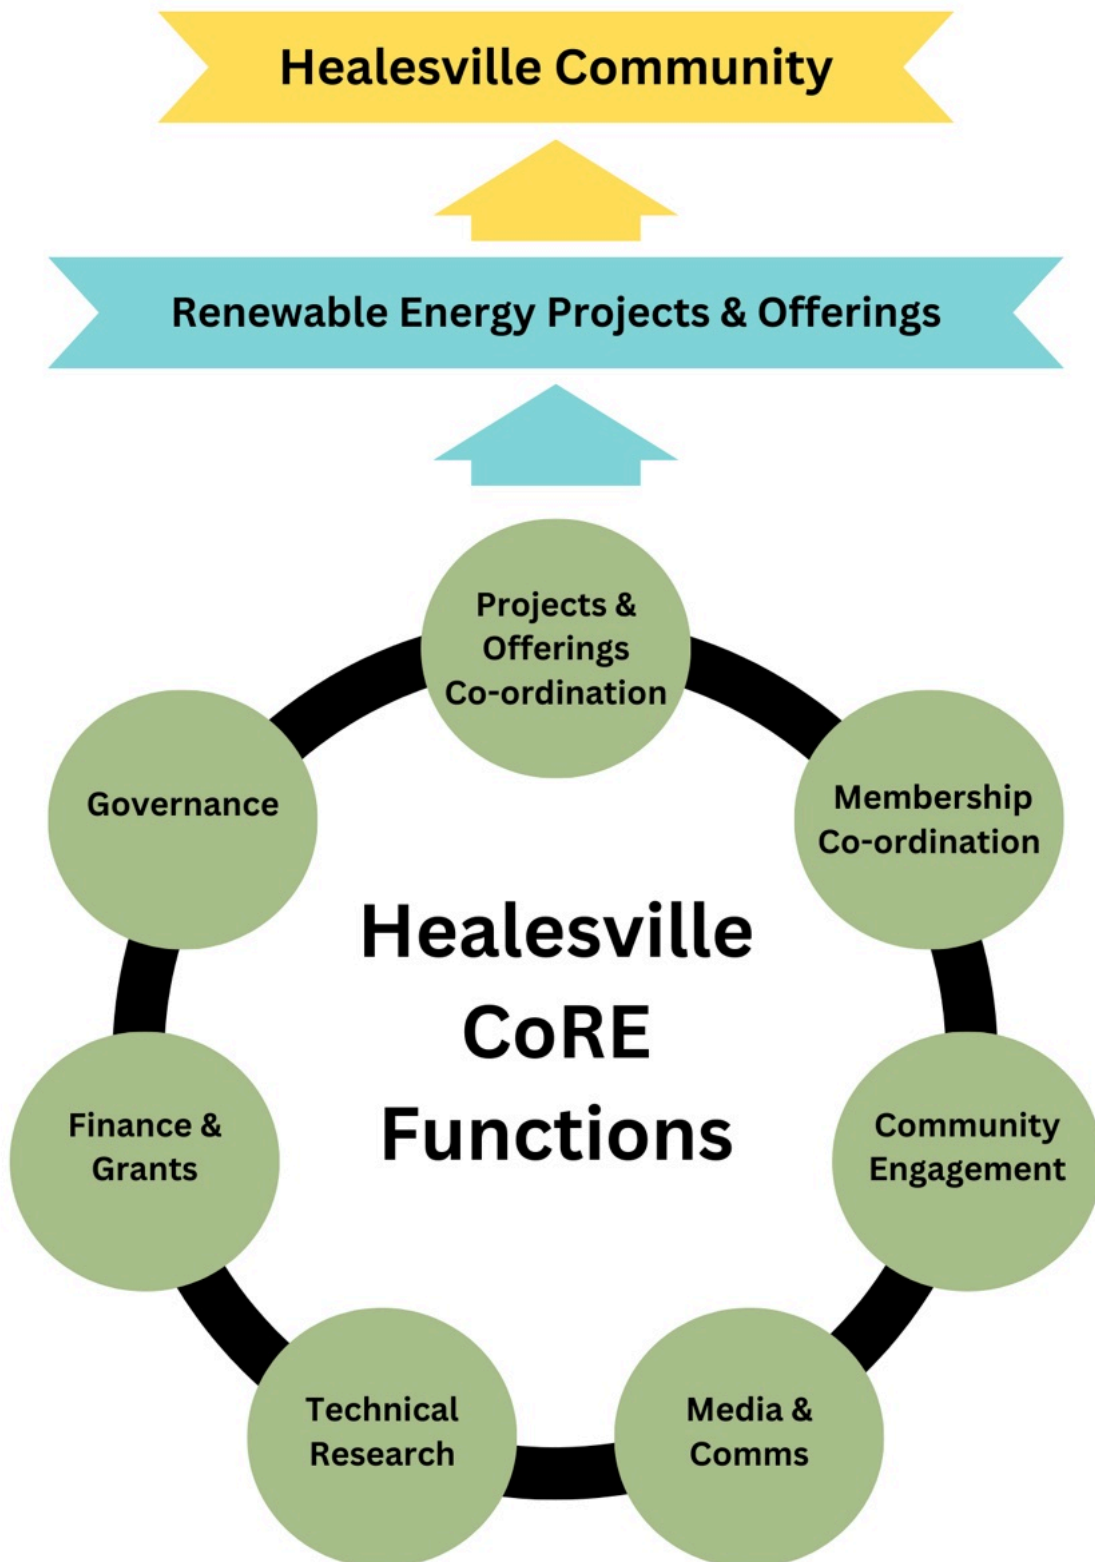 Healesville Community
Renewable Energy Projects & Offerings
Projects &
Offerings
Co-ordination
Governance
Membership
Co-ordination
Healesville
CoRE
Functions
Finance &
Grants
Community
Engagement
Technical
Research
Media &
Comms